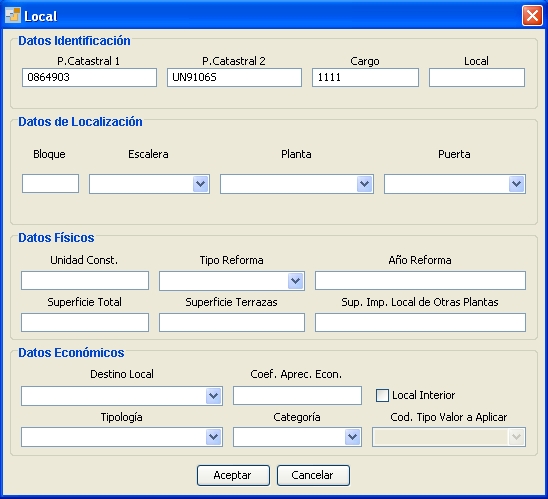 Local
Datos Identificación
P.Catastral 1 P.Catastral 2 Cargo Local
0864903 UN9106S 1111
Datos de Localización
Bloque Escalera Planta Puerta
Datos Físicos
Unidad Const. Tipo Reforma Año Reforma
Superficie Total Superficie Terrazas Sup. Imp. Local de Otras Plantas
Datos Económicos
Destino Local Coef. Aprec. Econ.
Local Interior
Tipología Categoría Cod. Tipo Valor a Aplicar
Aceptar Cancelar